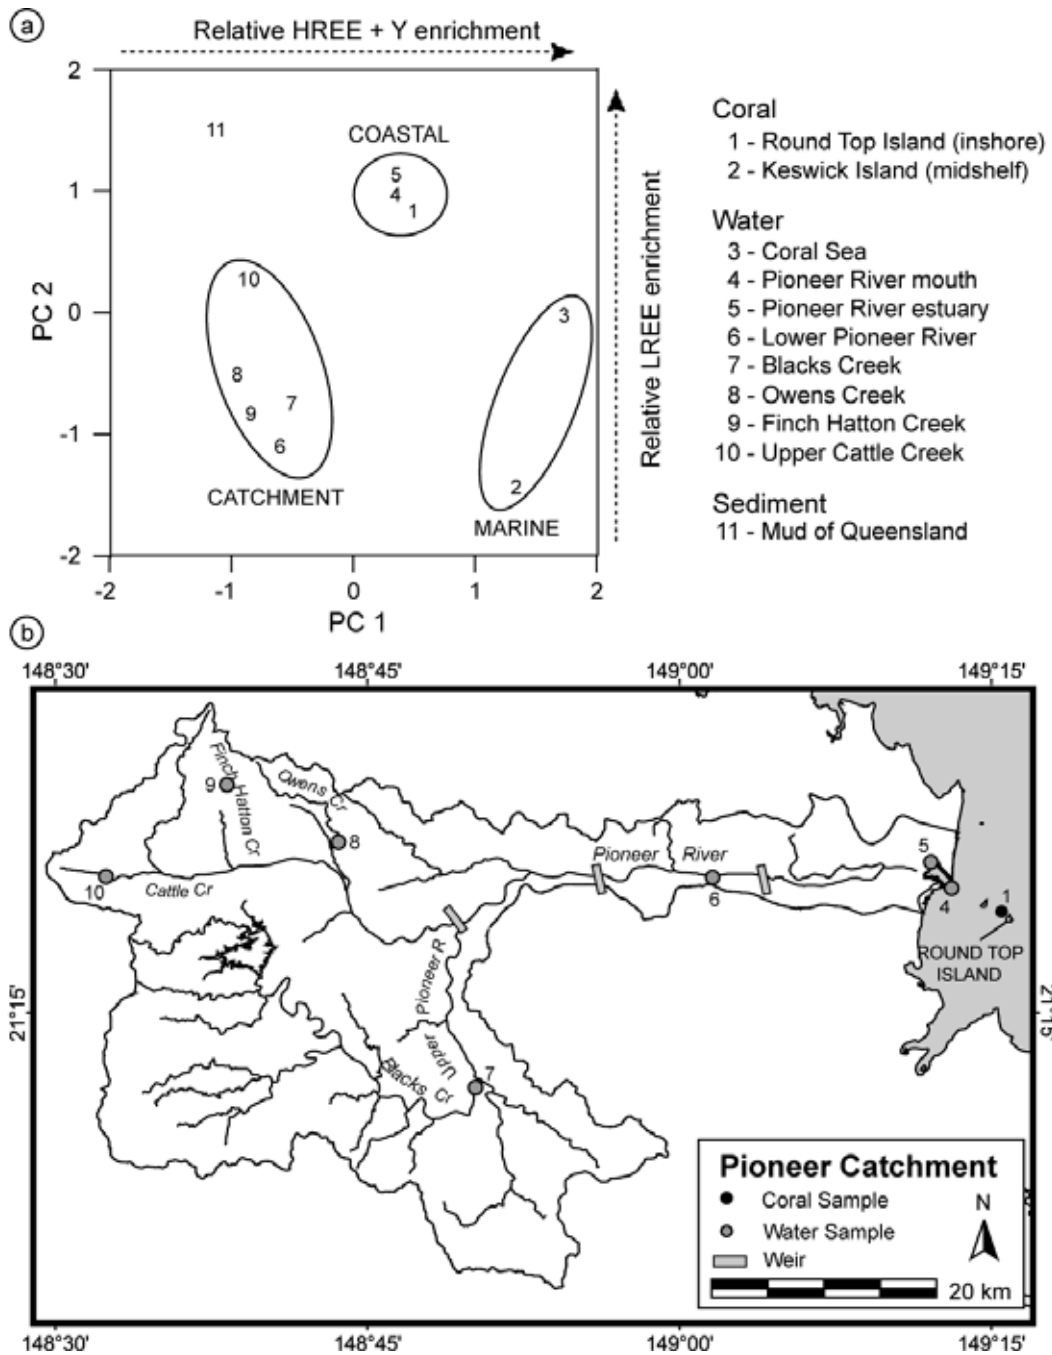 a
Relative HREE + Y enrichment
2
1
0
-1
-2
PC 2
-2
-1
0
1
2
PC 1
11
COASTAL
5
4
1
10
8
7
9
6
CATCHMENT
3
2
MARINE
Relative LREE enrichment
Coral
1 - Round Top Island (inshore)
2 - Keswick Island (midshelf)
Water
3 - Coral Sea
4 - Pioneer River mouth
5 - Pioneer River estuary
6 - Lower Pioneer River
7 - Blacks Creek
8 - Owens Creek
9 - Finch Hatton Creek
10 - Upper Cattle Creek
Sediment
11 - Mud of Queensland
b
148°30'
148°45'
149°00'
149°15'
Finch Hatton Cr
9
Owens Cr
8
10
Cattle Cr
Pioneer River
6
5
4
1
ROUND TOP
ISLAND
Pioneer R
Upper
Blacks Cr
7
21°15'
21°15'
Pioneer Catchment
Coral Sample
Water Sample
Weir
N
20 km
148°30'
148°45'
149°00'
149°15'